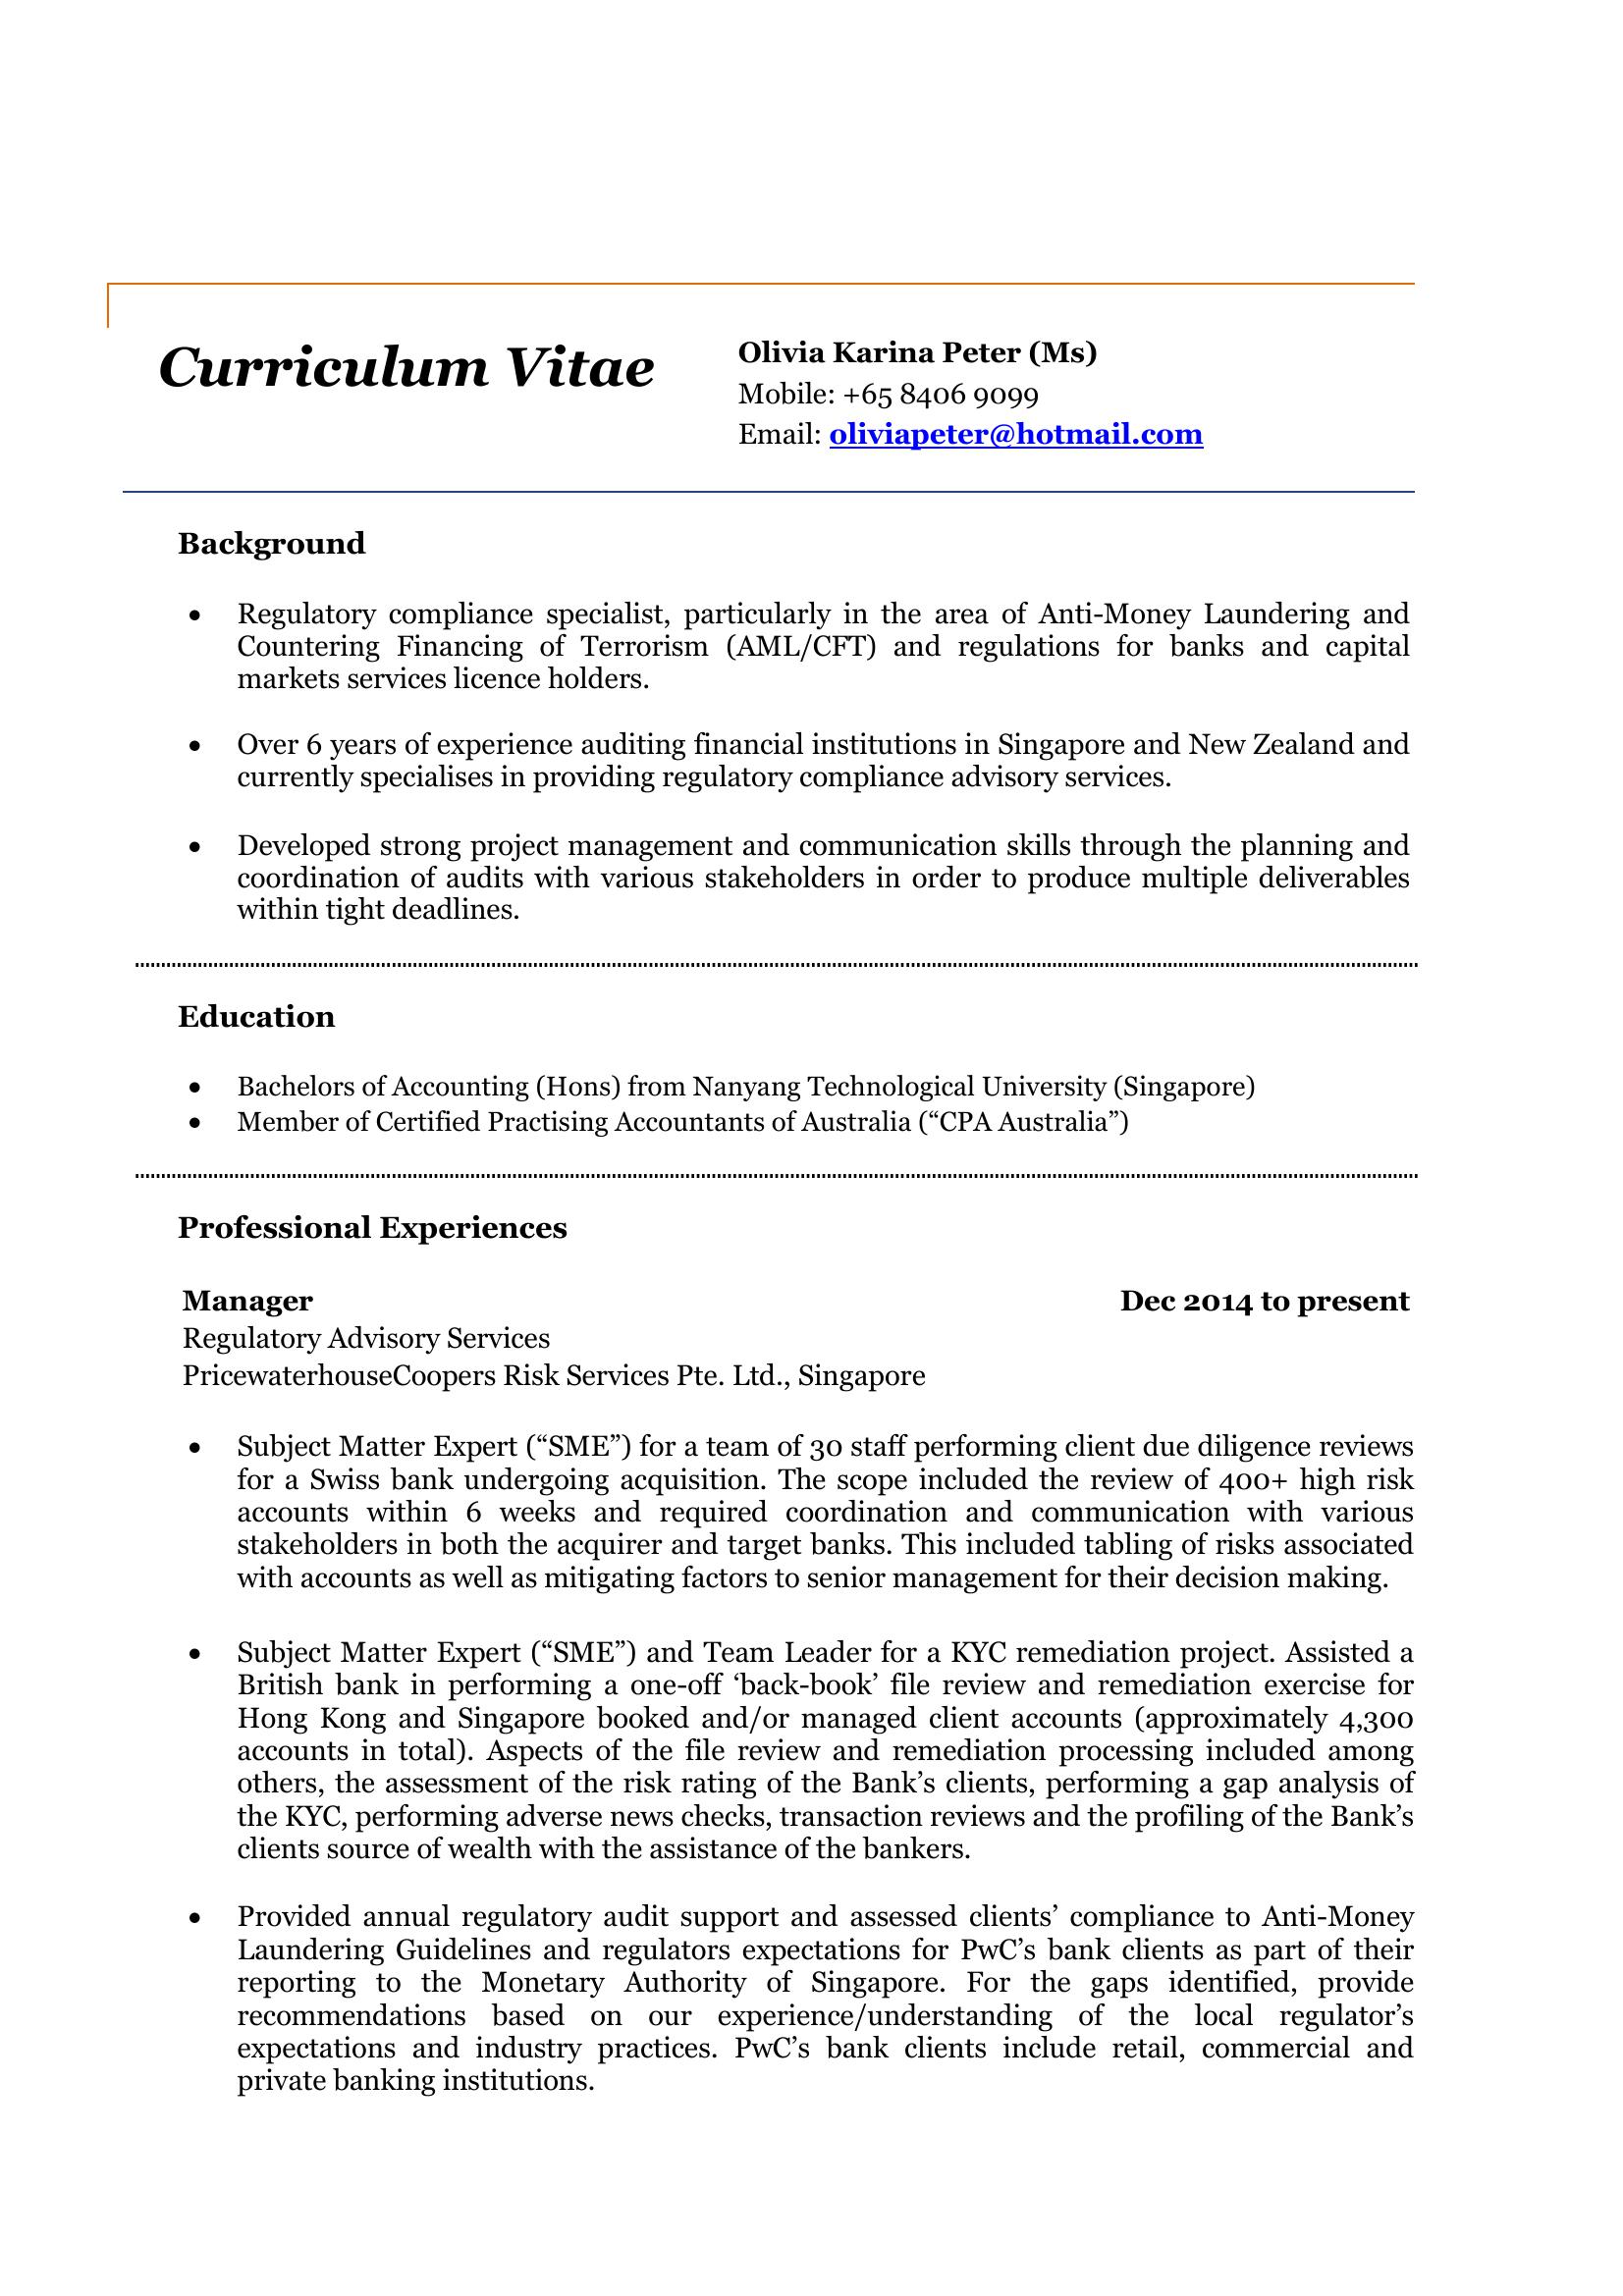 Curriculum Vitae
Olivia Karina Peter (Ms)
Mobile: +65 8406 9099
Email: oliviapeter@hotmail.com
Background
• Regulatory compliance specialist, particularly in the area of Anti-Money Laundering and
Countering Financing of Terrorism (AML/CFT) and regulations for banks and capital
markets services licence holders.
• Over 6 years of experience auditing financial institutions in Singapore and New Zealand and
currently specialises in providing regulatory compliance advisory services.
• Developed strong project management and communication skills through the planning and
coordination of audits with various stakeholders in order to produce multiple deliverables
within tight deadlines.
Education
• Bachelors of Accounting (Hons) from Nanyang Technological University (Singapore)
• Member of Certified Practising Accountants of Australia (“CPA Australia”)
Professional Experiences
Manager Dec 2014 to present
Regulatory Advisory Services
PricewaterhouseCoopers Risk Services Pte. Ltd., Singapore
• Subject Matter Expert (“SME”) for a team of 30 staff performing client due diligence reviews
for a Swiss bank undergoing acquisition. The scope included the review of 400+ high risk
accounts within 6 weeks and required coordination and communication with various
stakeholders in both the acquirer and target banks. This included tabling of risks associated
with accounts as well as mitigating factors to senior management for their decision making.
• Subject Matter Expert (“SME”) and Team Leader for a KYC remediation project. Assisted a
British bank in performing a one-off ‘back-book’ file review and remediation exercise for
Hong Kong and Singapore booked and/or managed client accounts (approximately 4,300
accounts in total). Aspects of the file review and remediation processing included among
others, the assessment of the risk rating of the Bank’s clients, performing a gap analysis of
the KYC, performing adverse news checks, transaction reviews and the profiling of the Bank’s
clients source of wealth with the assistance of the bankers.
• Provided annual regulatory audit support and assessed clients’ compliance to Anti-Money
Laundering Guidelines and regulators expectations for PwC’s bank clients as part of their
reporting to the Monetary Authority of Singapore. For the gaps identified, provide
recommendations based on our experience/understanding of the local regulator’s
expectations and industry practices. PwC’s bank clients include retail, commercial and
private banking institutions.